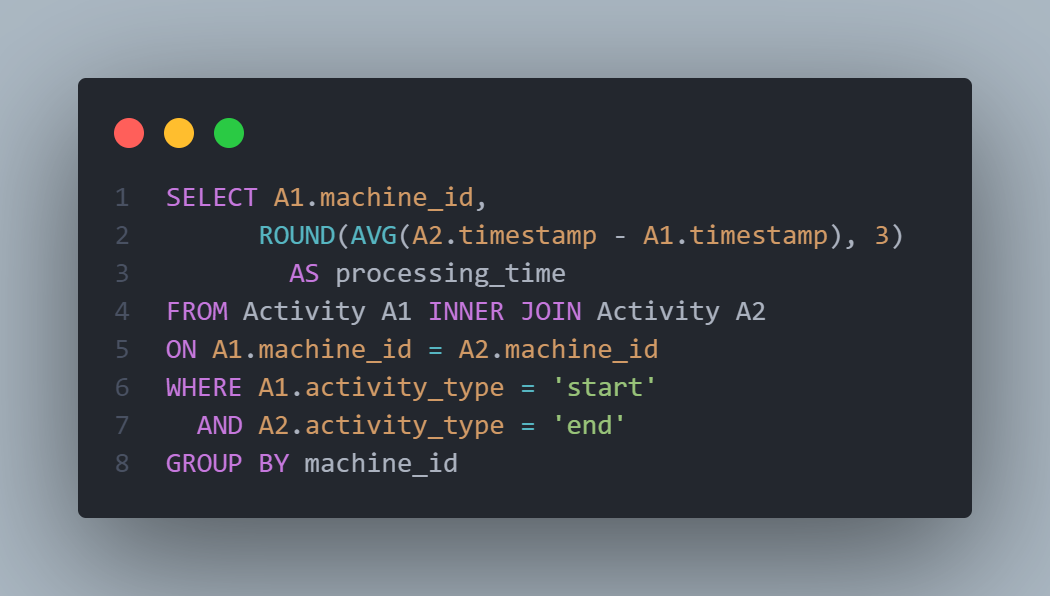 1 SELECT A1.machine_id,
2 ROUND(AVG(A2.timestamp - A1.timestamp), 3)
3 AS processing_time
4 FROM Activity A1 INNER JOIN Activity A2
5 ON A1.machine_id = A2.machine_id
6 WHERE A1.activity_type = 'start'
7 AND A2.activity_type = 'end'
8 GROUP BY machine_id